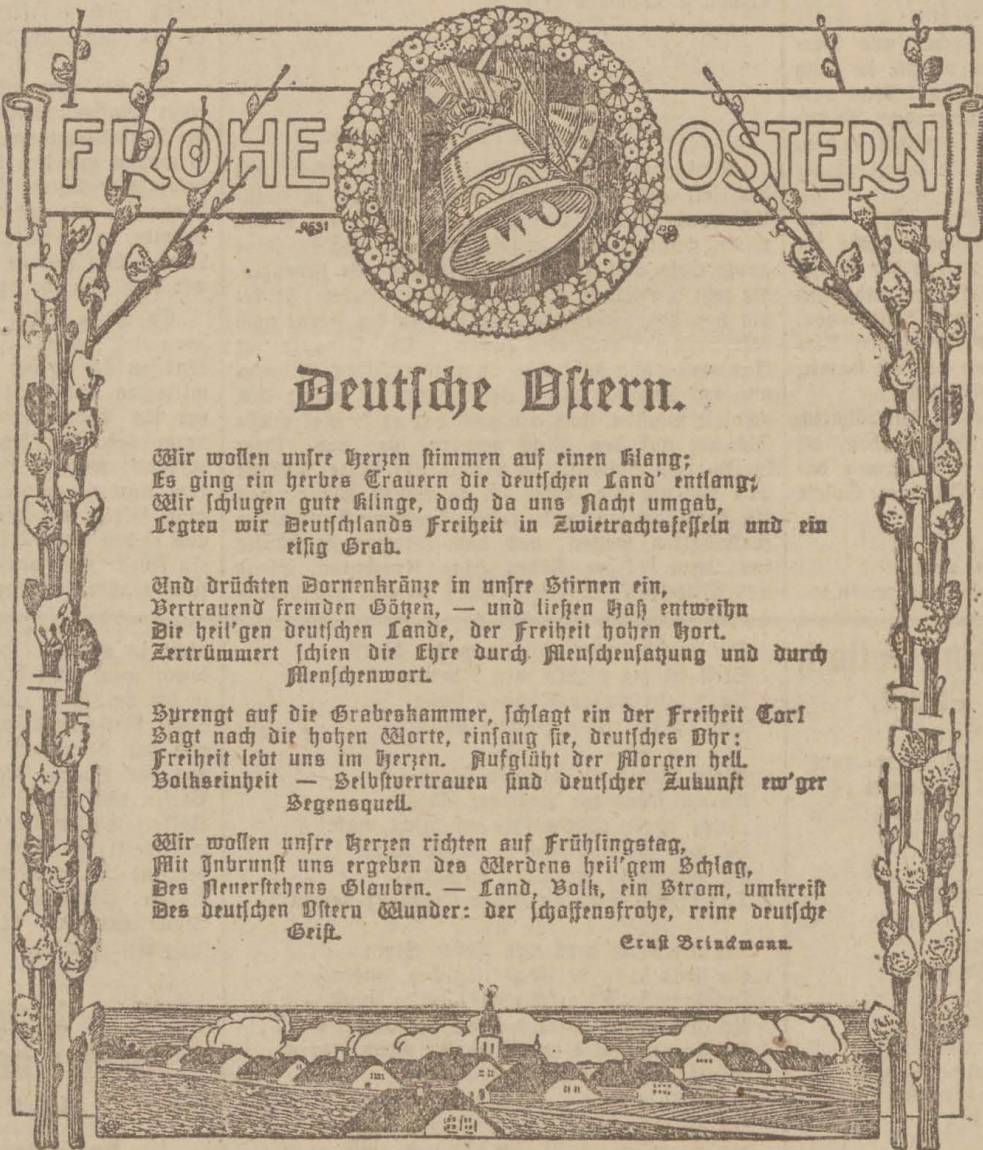 FROHE OSTERN
Deutsche Ostern.
Wir wollen unsre Herzen stimmen auf einen Klang;
Es ging ein herbes Trauern die deutschen Land' entlang;
Wir schlugen gute Klinge, doch da uns Nacht umgab,
Legten wir Deutschlands Freiheit in Zwietrachtsfesseln und ein
eisig Grab.
Und drückten Dornenkränze in unsre Stirnen ein,
Vertrauend fremden Götzen, — und ließen Haß entweihn
Die heil'gen deutschen Lande, der Freiheit hohen Hort.
Zertrümmert schien die Ehre durch Menschensatzung und durch
Menschenwort.
Sprengt auf die Grabeskammer, schlagt ein der Freiheit Tor!
Sagt nach die hohen Worte, einsaug sie, deutsches Ohr:
Freiheit lebt uns im Herzen. Aufglüht der Morgen hell.
Volkseinheit — Selbstvertrauen sind deutscher Zukunft ew'ger
Segensquell.
Wir wollen unsre Herzen richten auf Frühlingstag,
Mit Inbrunst uns ergeben des Werdens heil'gem Schlag,
Des Neuerstehens Glauben. — Land, Volk, ein Strom, umkreist
Des deutschen Ostern Wunder: der schaffensfrohe, reine deutsche
Geist.
Ernst Brinckmann.